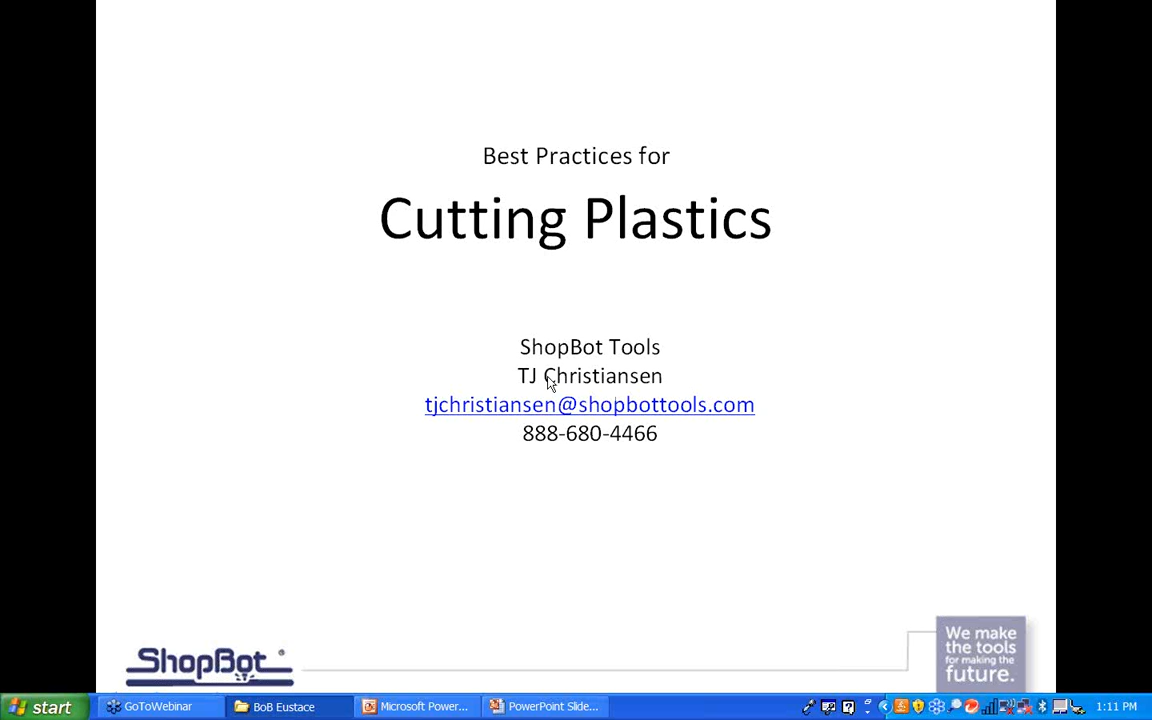 Best Practices for
Cutting Plastics
ShopBot Tools
TJ Christiansen
tjchristiansen@shopbottools.com
888-680-4466
ShopBot
We make
the tools
for making the
future.
start
GoToWebinar
BoB Eustace
Microsoft Power...
PowerPoint Slide...
1:11 PM